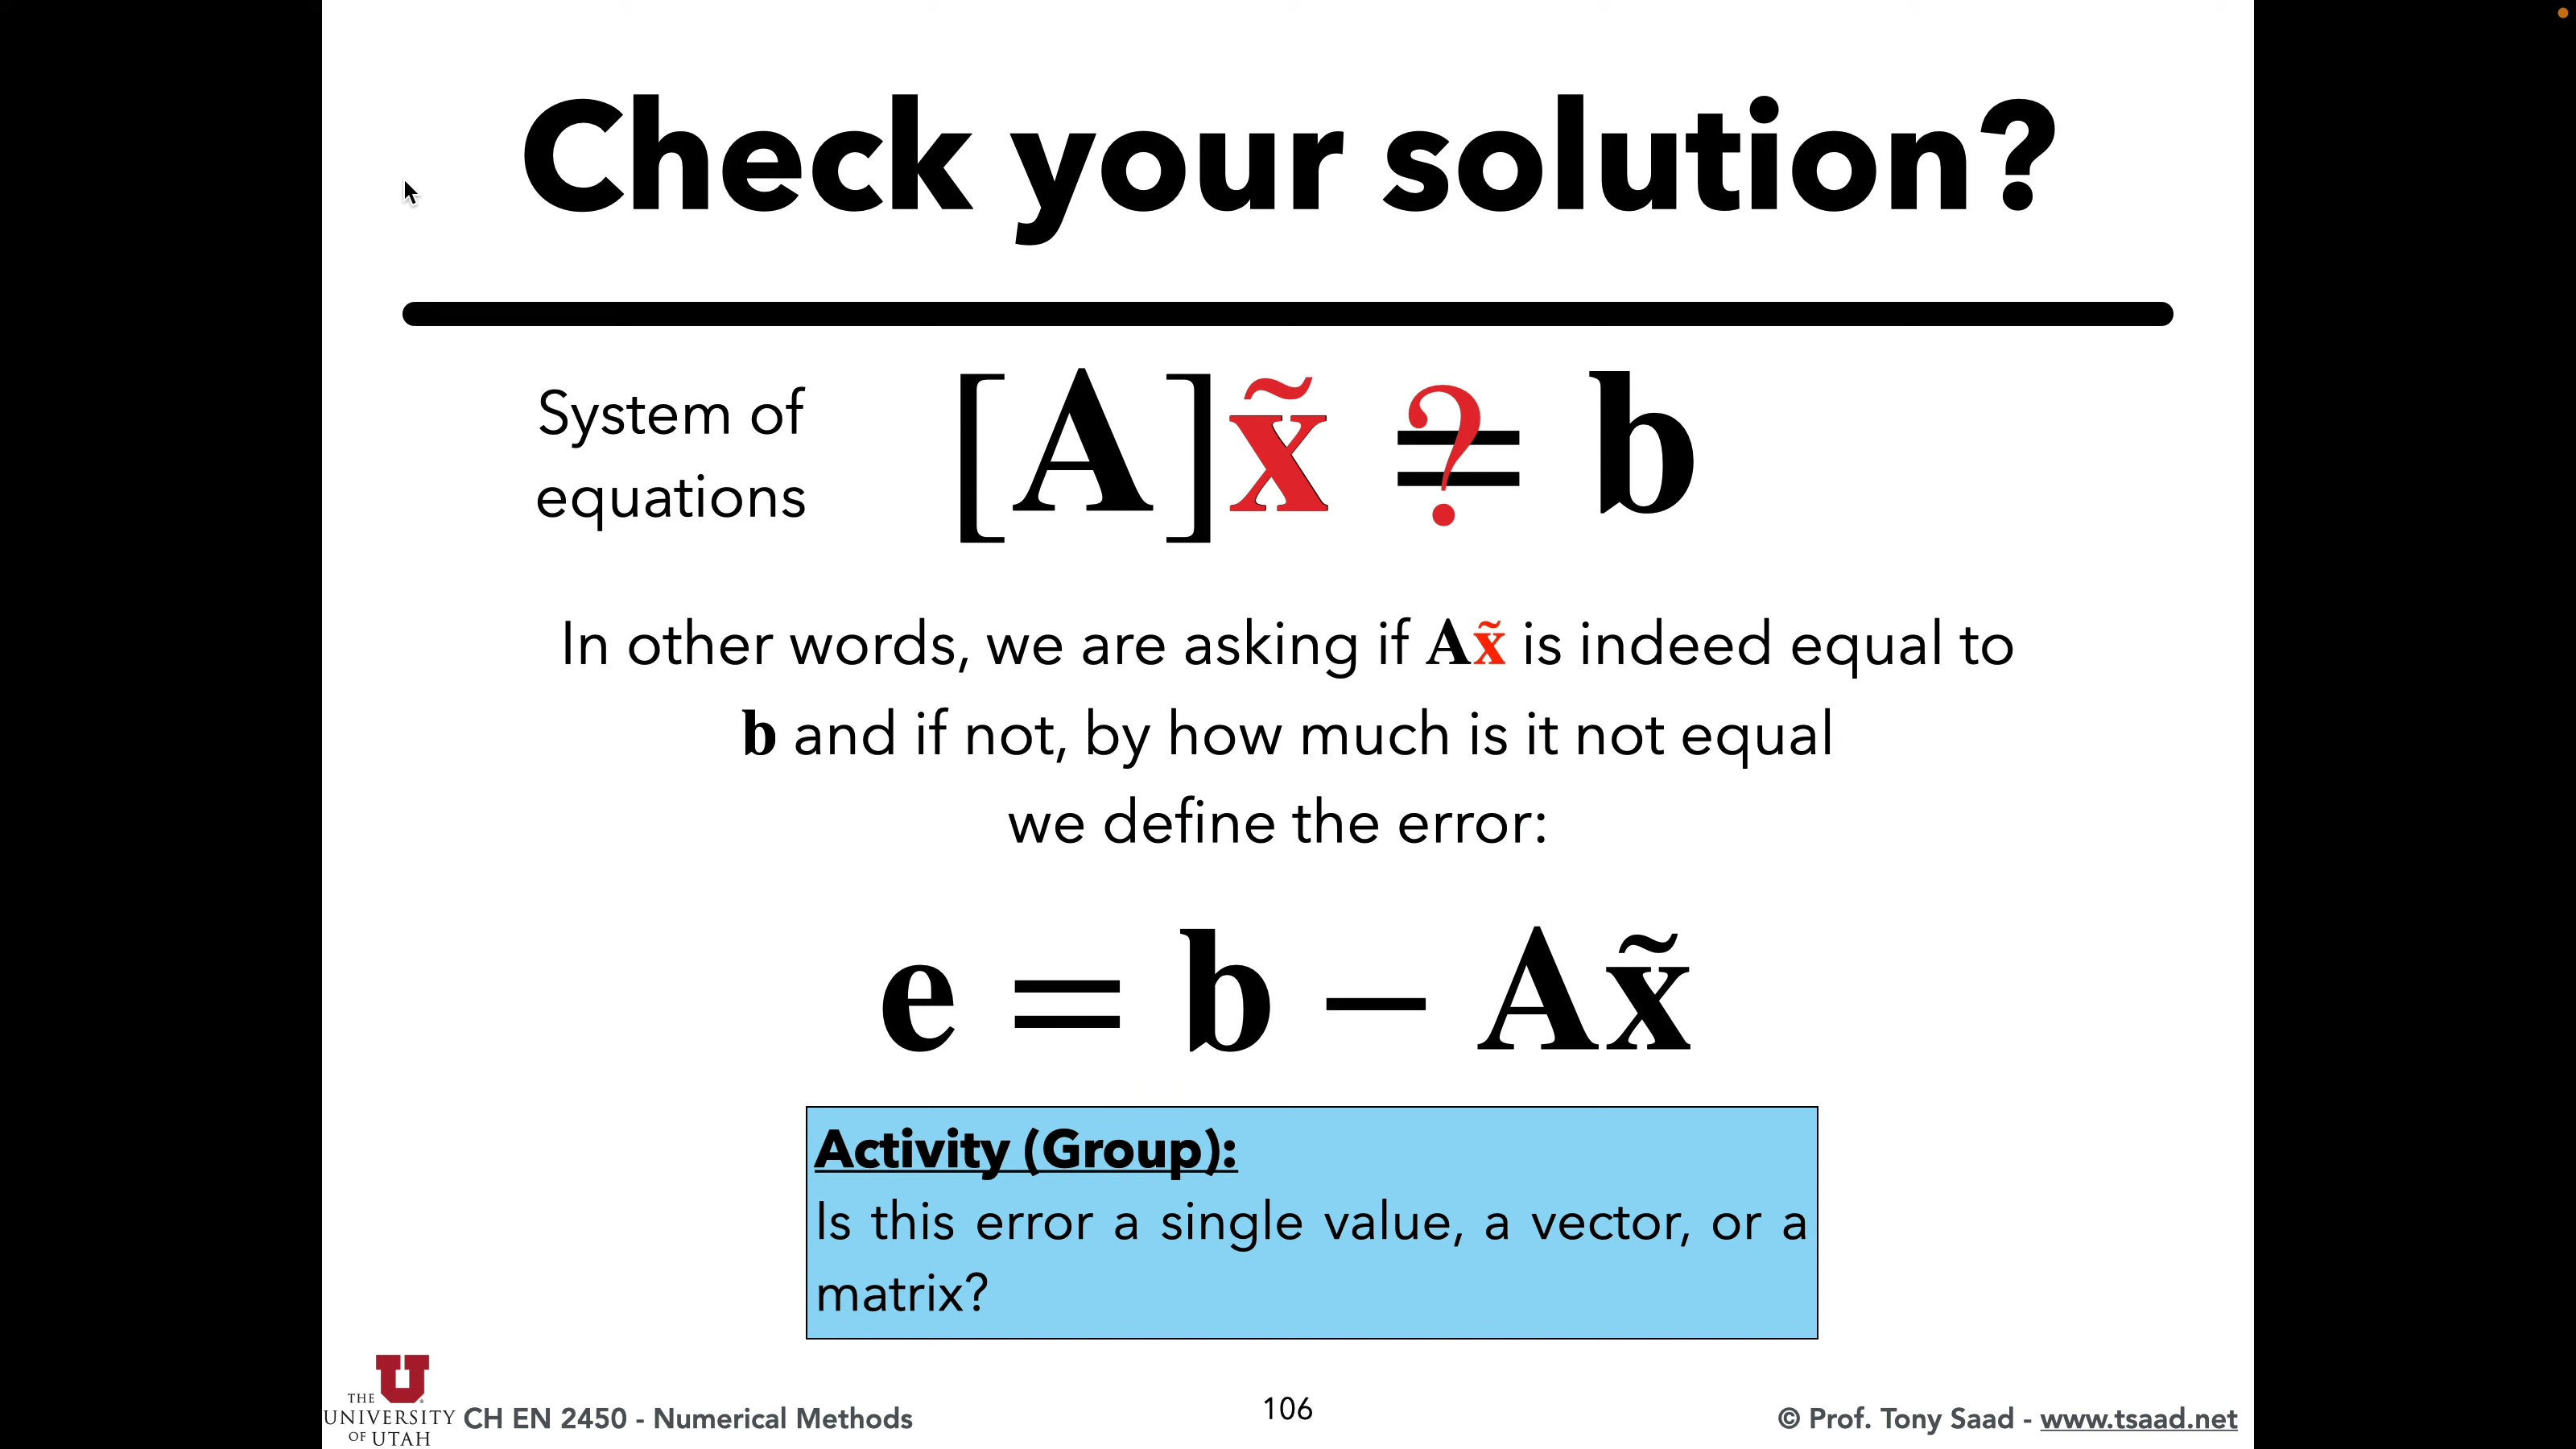 Check your solution?
System of
equations
[A]x̃ =? b
In other words, we are asking if Ax̃ is indeed equal to
b and if not, by how much is it not equal
we define the error:
e = b − Ax̃
Activity (Group):
Is this error a single value, a vector, or a
matrix?
THE
UNIVERSITY
OF UTAH
CH EN 2450 - Numerical Methods
106
© Prof. Tony Saad - www.tsaad.net